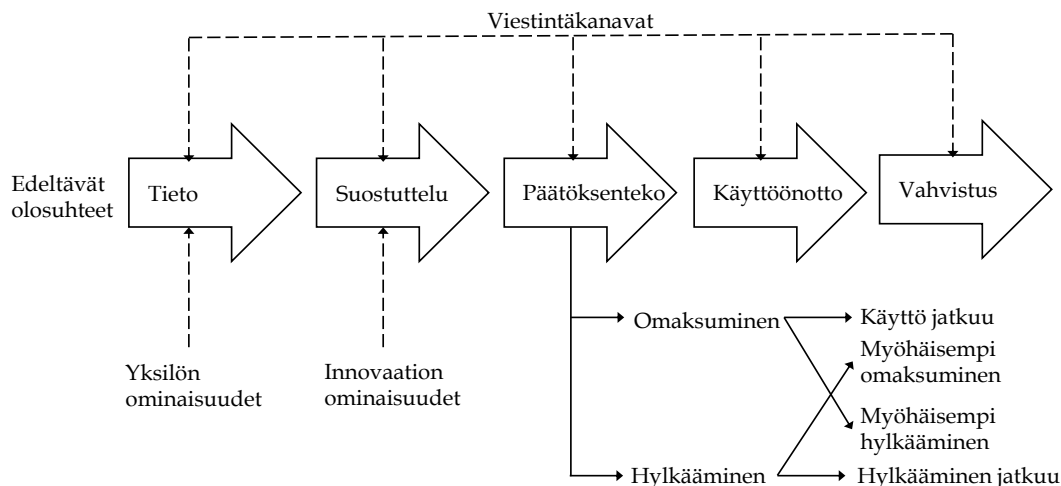 Viestintäkanavat
Edeltävät
olosuhteet
Tieto
Suostuttelu
Päätöksenteko
Käyttöönotto
Vahvistus
Yksilön
ominaisuudet
Innovaation
ominaisuudet
Omaksuminen
Käyttö jatkuu
Myöhäisempi
omaksuminen
Myöhäisempi
hylkääminen
Hylkääminen
Hylkääminen jatkuu